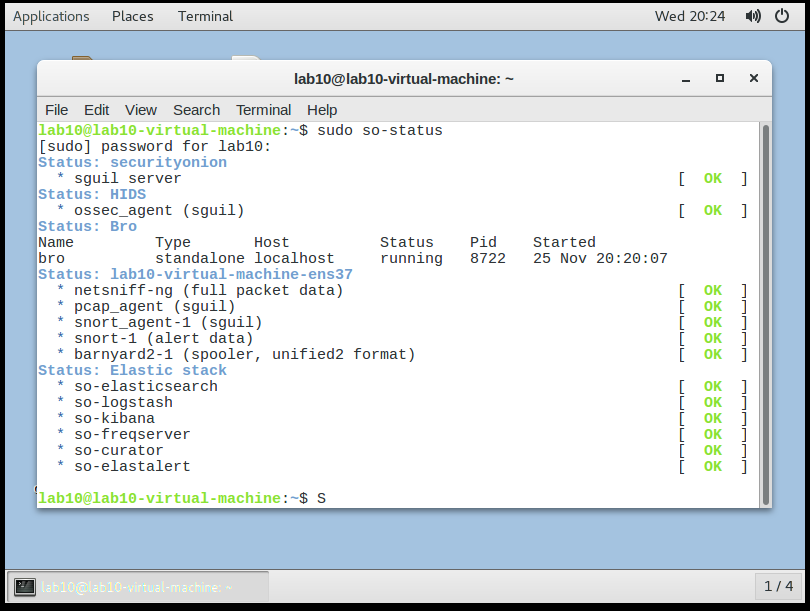 Applications Places Terminal Wed 20:24
lab10@lab10-virtual-machine: ~
File Edit View Search Terminal Help
lab10@lab10-virtual-machine:~$ sudo so-status
[sudo] password for lab10:
Status: securityonion
* sguil server [ OK ]
Status: HIDS
* ossec_agent (sguil) [ OK ]
Status: Bro
Name Type Host Status Pid Started
bro standalone localhost running 8722 25 Nov 20:20:07
Status: lab10-virtual-machine-ens37
* netsniff-ng (full packet data) [ OK ]
* pcap_agent (sguil) [ OK ]
* snort_agent-1 (sguil) [ OK ]
* snort-1 (alert data) [ OK ]
* barnyard2-1 (spooler, unified2 format) [ OK ]
Status: Elastic stack
* so-elasticsearch [ OK ]
* so-logstash [ OK ]
* so-kibana [ OK ]
* so-freqserver [ OK ]
* so-curator [ OK ]
* so-elastalert [ OK ]
lab10@lab10-virtual-machine:~$ S
lab10@lab10-virtual-machine: ~ 1 / 4